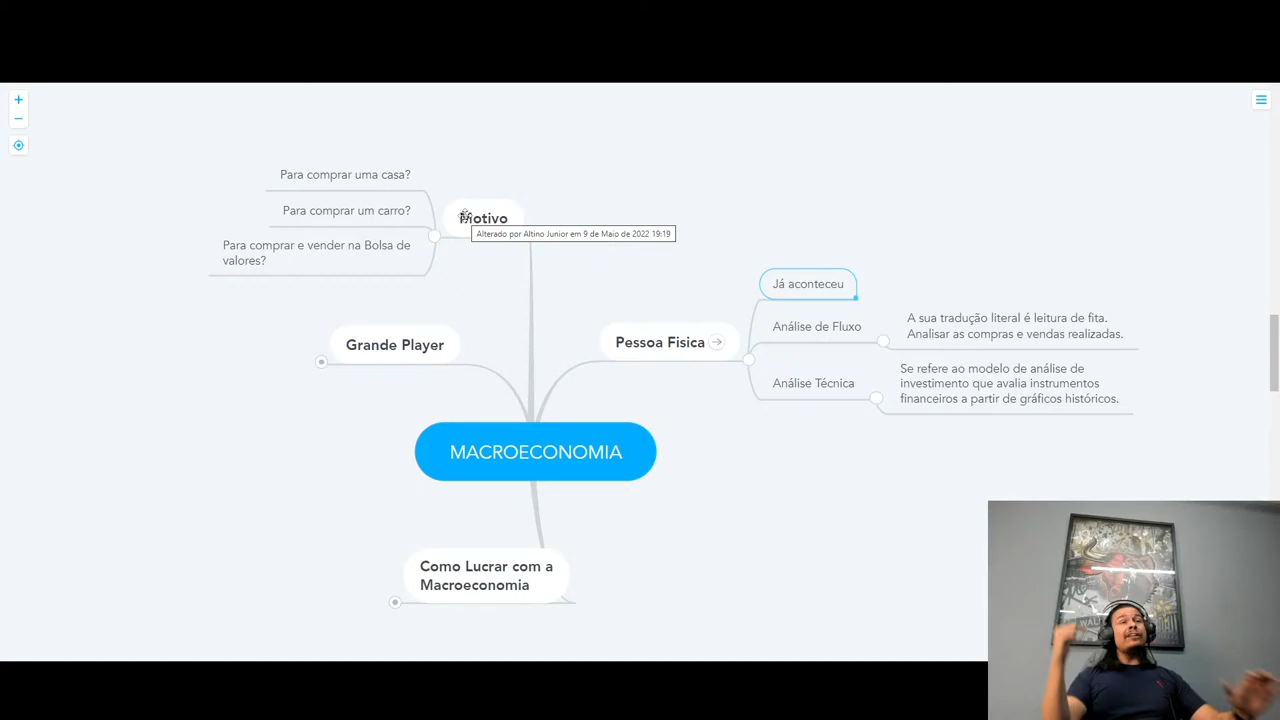 Para comprar uma casa?
Para comprar um carro?
Motivo
Alterado por Altino Junior em 9 de Maio de 2022 19:19
Para comprar e vender na Bolsa de
valores?
Já aconteceu
Grande Player
Pessoa Fisica
Análise de Fluxo
A sua tradução literal é leitura de fita.
Analisar as compras e vendas realizadas.
Análise Técnica
Se refere ao modelo de análise de
investimento que avalia instrumentos
financeiros a partir de gráficos históricos.
MACROECONOMIA
Como Lucrar com a
Macroeconomia